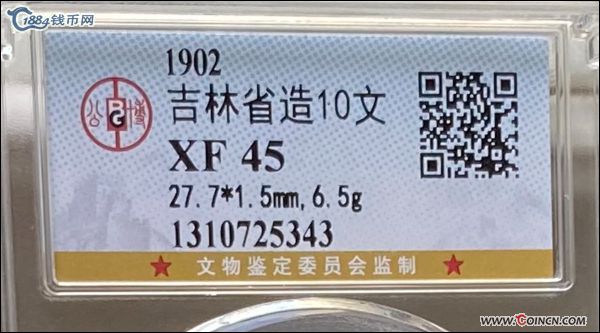 1884钱币网
1902
吉林省造10文
XF 45
27.7*1.5mm,6.5g
1310725343
★ 文物鉴定委员会监制 ★
www.COINCN.com